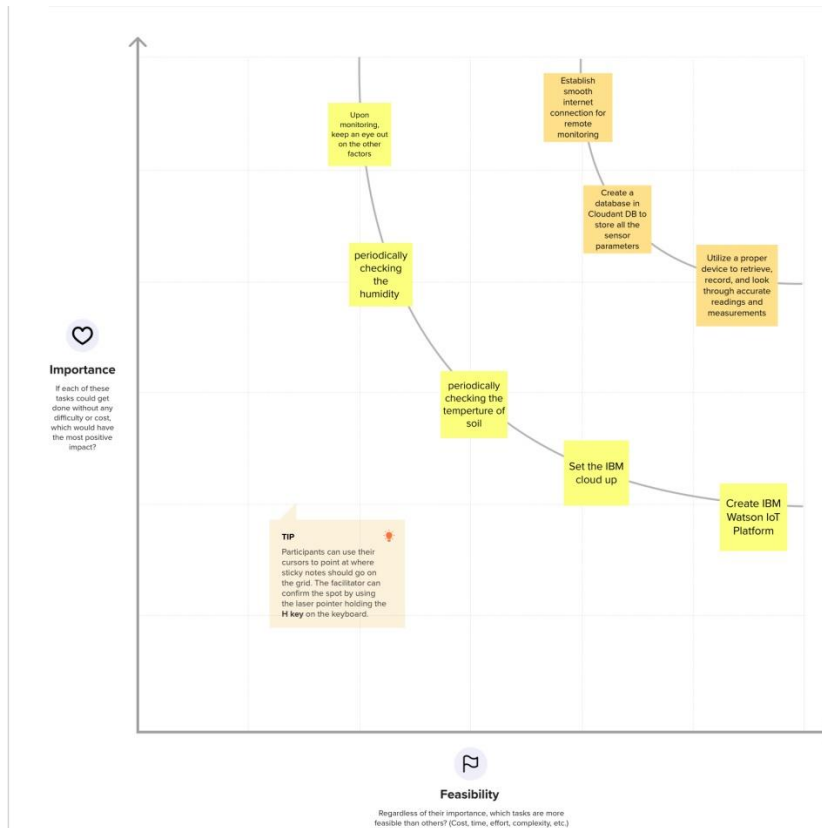 Establish
smooth
internet
connection for
remote
monitoring
Upon
monitoring,
keep an eye out
on the other
factors
Create a
database in
Cloudant DB to
store all the
sensor
parameters
periodically
checking
the
humidity
Utilize a proper
device to retrieve,
record, and look
through accurate
readings and
measurements
Importance
If each of these
tasks could get
done without any
difficulty or cost,
which would have
the most positive
impact?
periodically
checking the
temperture of
soil
Set the IBM
cloud up
Create IBM
Watson IoT
Platform
TIP
Participants can use their
cursors to point at where
sticky notes should go on
the grid. The facilitator can
confirm the spot by using
the laser pointer holding the
H key on the keyboard.
Feasibility
Regardless of their importance, which tasks are more
feasible than others? (Cost, time, effort, complexity, etc.)